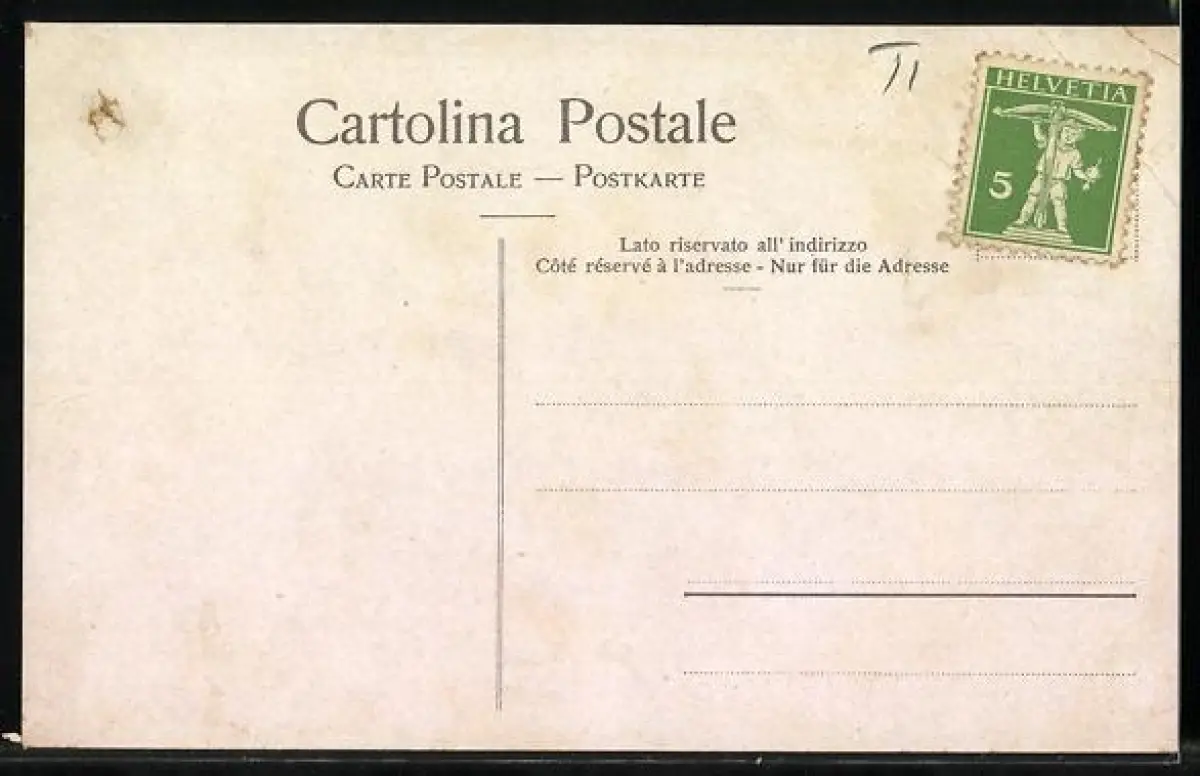 Cartolina Postale
CARTE POSTALE — POSTKARTE
TI
HELVETIA
5
Lato riservato all' indirizzo
Côté réservé à l'adresse - Nur für die Adresse